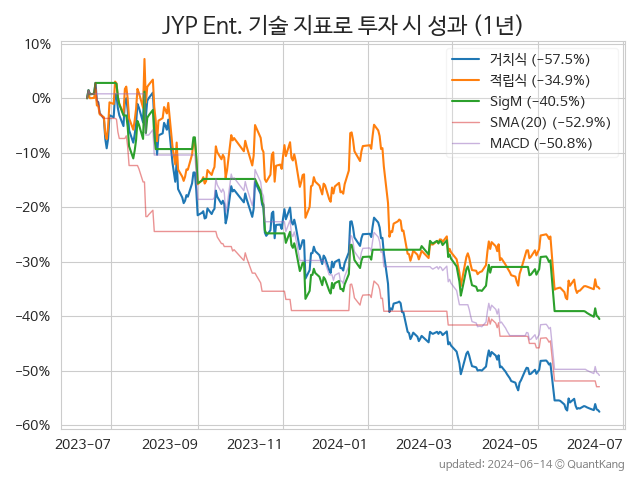 JYP Ent. 기술 지표로 투자 시 성과 (1년)
10%
0%
−10%
−20%
−30%
−40%
−50%
−60%
거치식 (−57.5%)
적립식 (−34.9%)
SigM (−40.5%)
SMA(20) (−52.9%)
MACD (−50.8%)
2023-07
2023-09
2023-11
2024-01
2024-03
2024-05
2024-07
updated: 2024-06-14 © QuantKang